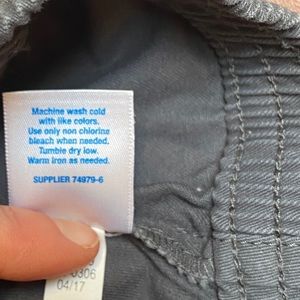 Machine wash cold
with like colors.
Use only non chlorine
bleach when needed.
Tumble dry low.
Warm iron as needed.
SUPPLIER 74979-6
0306
04/17